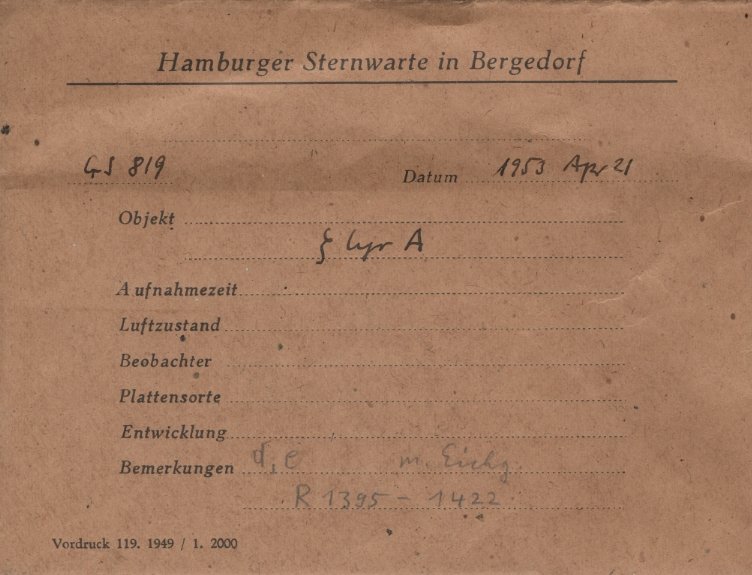 Hamburger Sternwarte in Bergedorf
GS 819 Datum 1953 Apr 21
Objekt
ζ Lyr A
Aufnahmezeit
Luftzustand
Beobachter
Plattensorte
Entwicklung
Bemerkungen m. Eichg.
R 1395 - 1422
Vordruck 119. 1949 / 1. 2000